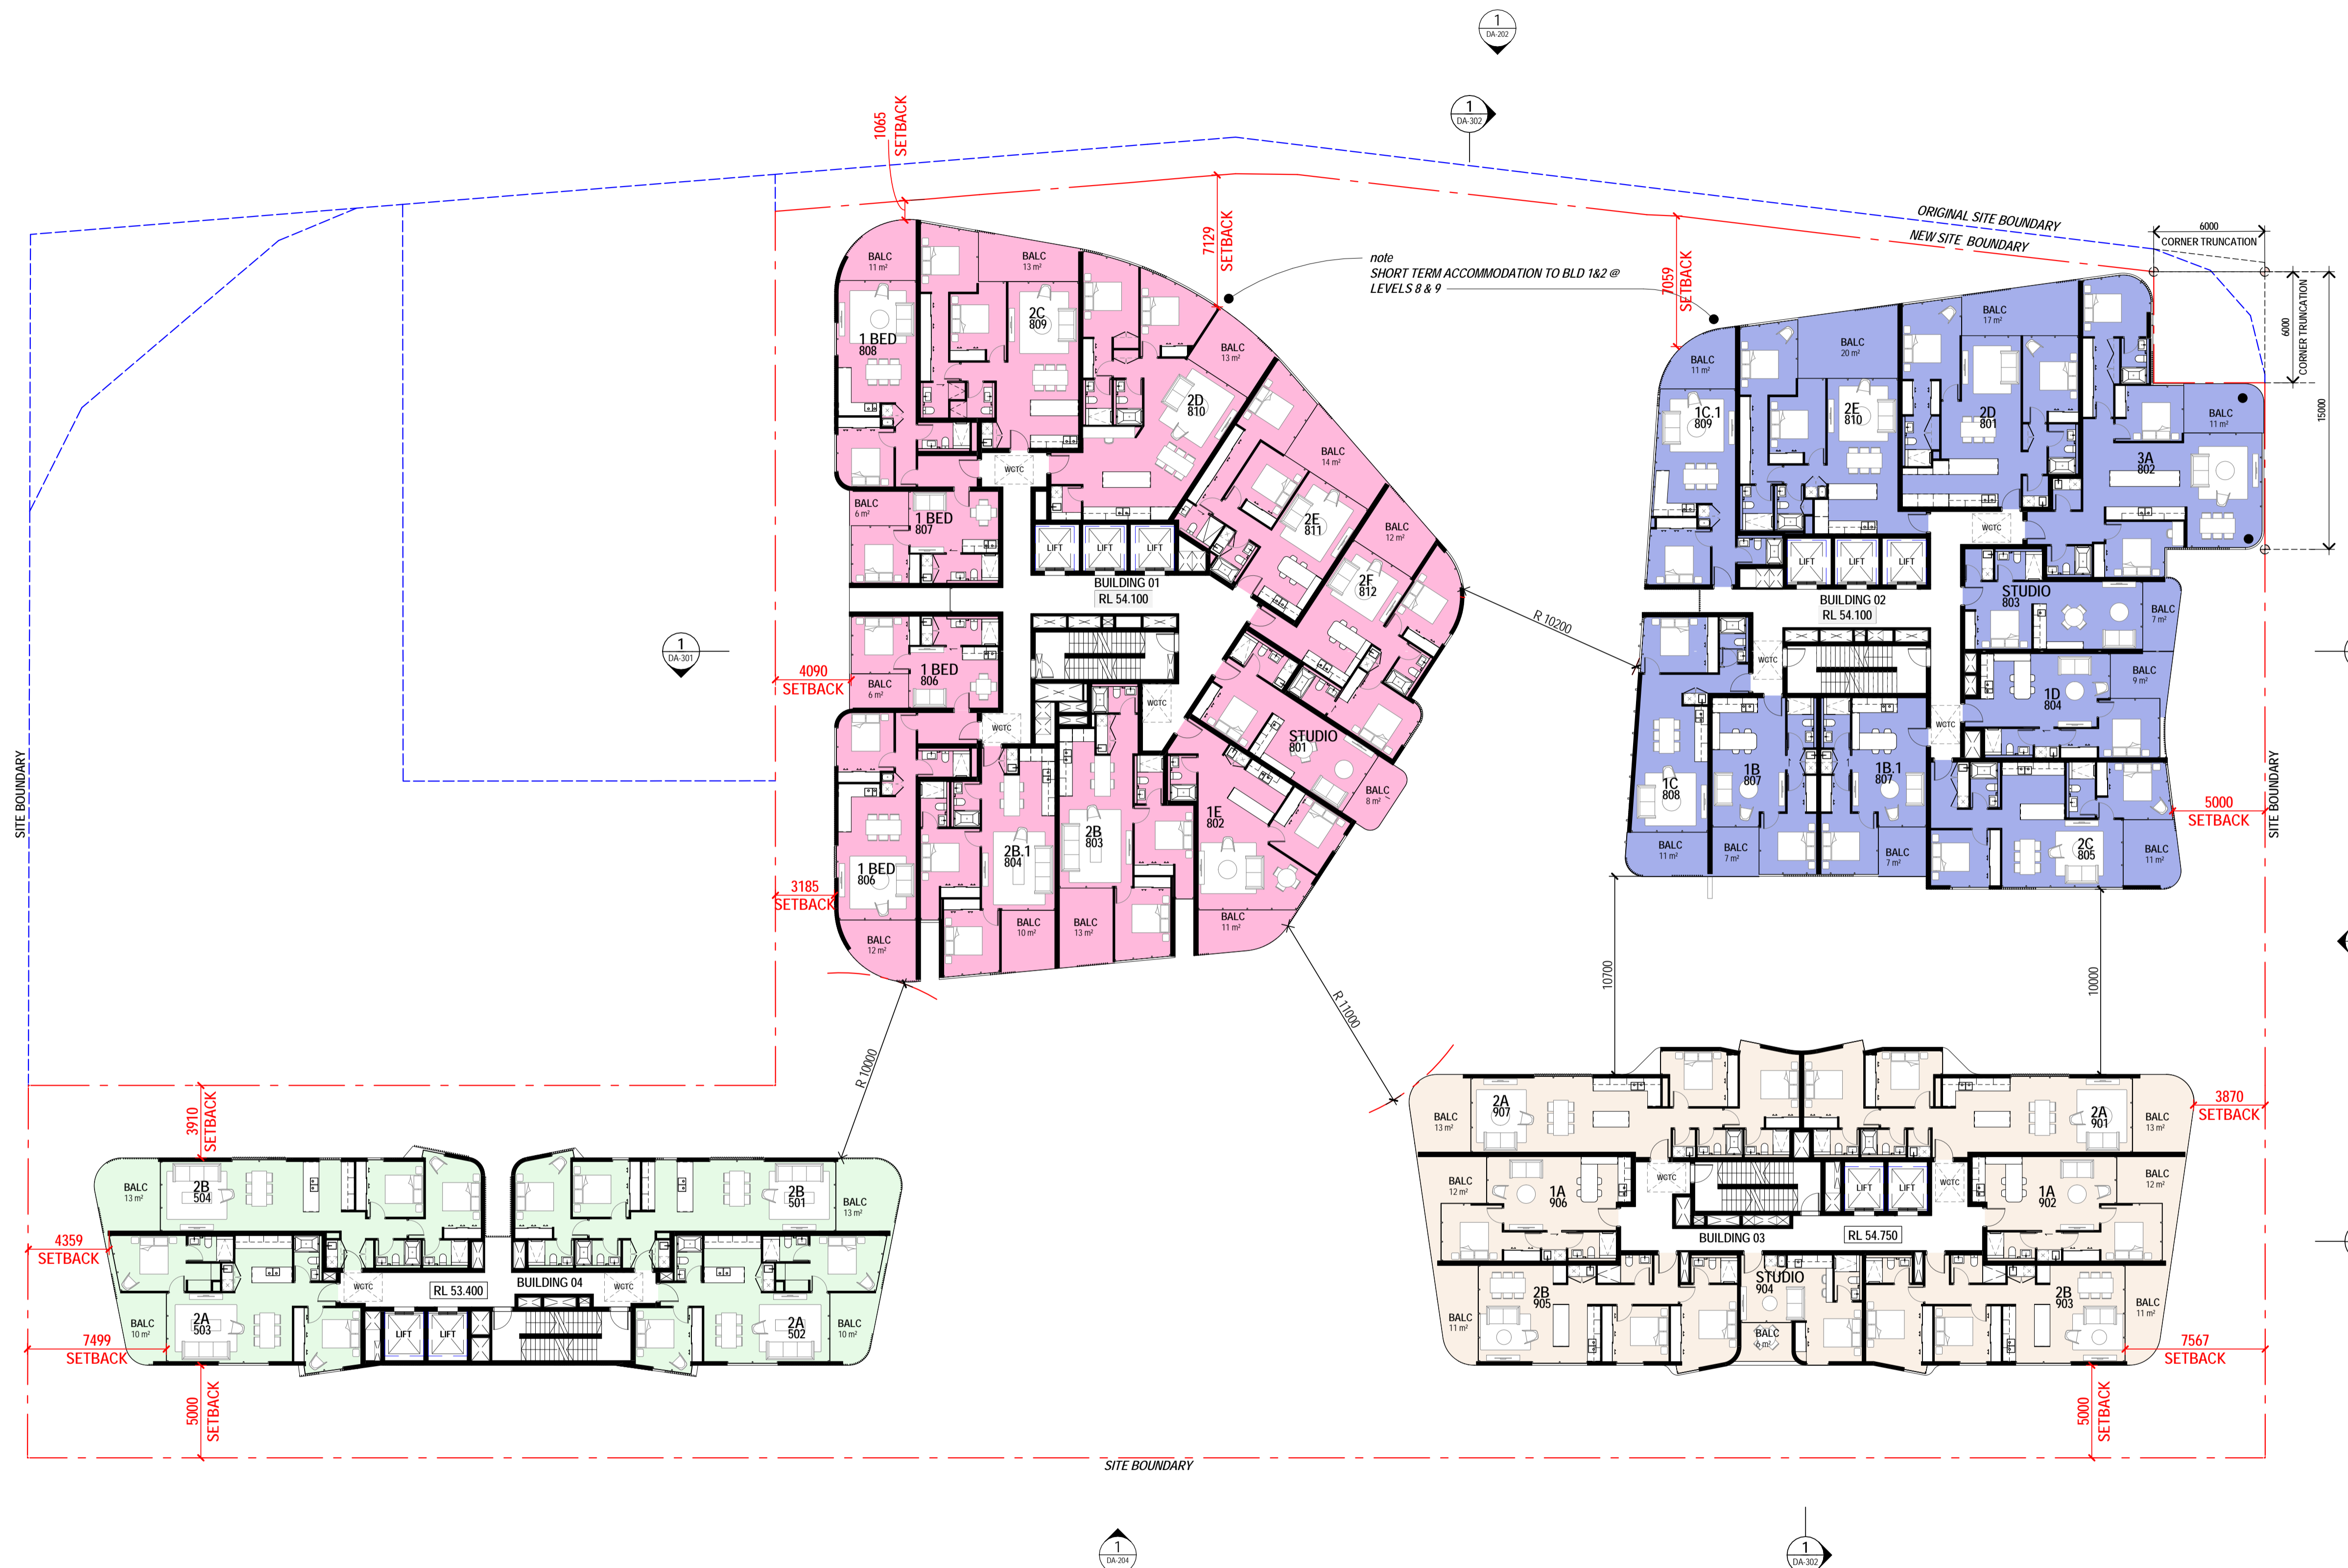 1
DA-202
1
DA-302
1065
SETBACK
7129
SETBACK
note
SHORT TERM ACCOMMODATION TO BLD 1&2 @
LEVELS 8 & 9
7059
SETBACK
ORIGINAL SITE BOUNDARY
NEW SITE BOUNDARY
6000
CORNER TRUNCATION
6000
CORNER TRUNCATION
15000
BALC
11 m²
1 BED
808
BALC
13 m²
2C
809
BALC
13 m²
2D
810
BALC
14 m²
2E
811
BALC
12 m²
2F
812
BALC
6 m²
1 BED
807
WGTC
LIFT
LIFT
LIFT
BUILDING 01
RL 54.100
1 BED
806
BALC
6 m²
WGTC
WGTC
STUDIO
801
BALC
8 m²
1E
802
BALC
11 m²
2B
803
BALC
13 m²
2B.1
804
BALC
10 m²
1 BED
806
BALC
12 m²
4090
SETBACK
3185
SETBACK
1
DA-301
SITE BOUNDARY
R 10200
R 11000
R 10000
BALC
11 m²
1C.1
809
BALC
20 m²
2E
810
BALC
17 m²
2D
801
BALC
11 m²
3A
802
WGTC
LIFT
LIFT
LIFT
BUILDING 02
RL 54.100
STUDIO
803
BALC
7 m²
BALC
9 m²
1D
804
WGTC
WGTC
1C
808
BALC
11 m²
1B
807
BALC
7 m²
1B.1
807
BALC
7 m²
2C
805
BALC
11 m²
5000
SETBACK
SITE BOUNDARY
10700
10000
3910
SETBACK
BALC
13 m²
2B
504
2B
501
BALC
13 m²
4359
SETBACK
7499
SETBACK
BALC
10 m²
2A
503
WGTC
RL 53.400
BUILDING 04
WGTC
LIFT
LIFT
2A
502
BALC
10 m²
5000
SETBACK
BALC
13 m²
2A
907
2A
901
BALC
13 m²
3870
SETBACK
BALC
12 m²
1A
906
WGTC
LIFT
LIFT
WGTC
1A
902
BALC
12 m²
BUILDING 03
RL 54.750
BALC
11 m²
2B
905
STUDIO
904
BALC
6 m²
2B
903
BALC
11 m²
7567
SETBACK
5000
SETBACK
SITE BOUNDARY
1
DA-204
1
DA-302